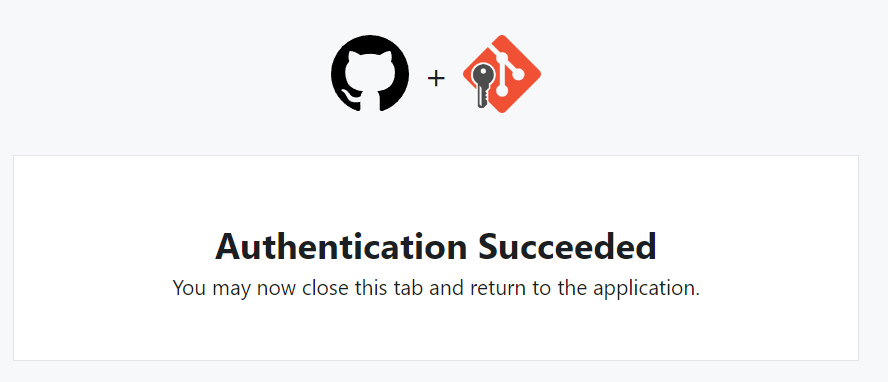 +
Authentication Succeeded
You may now close this tab and return to the application.